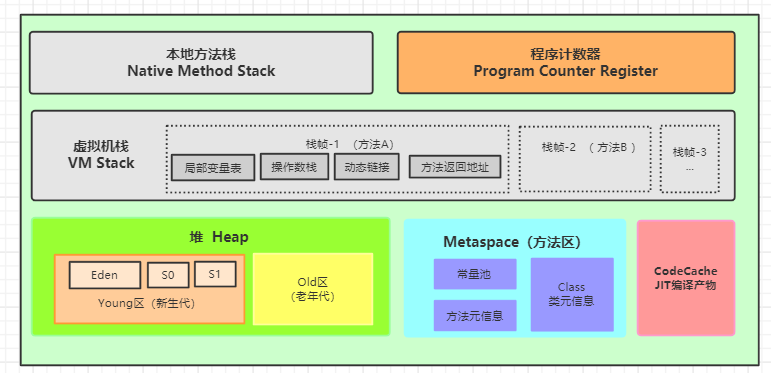 本地方法栈
Native Method Stack
程序计数器
Program Counter Register
虚拟机栈
VM Stack
栈帧-1 （方法A）
局部变量表
操作数栈
动态链接
方法返回地址
栈帧-2 （ 方法B ）
栈帧-3
...
堆 Heap
Eden
S0
S1
Young区（新生代）
Old区
（老年代）
Metaspace（方法区）
常量池
方法元信息
Class
类元信息
CodeCache
JIT编译产物